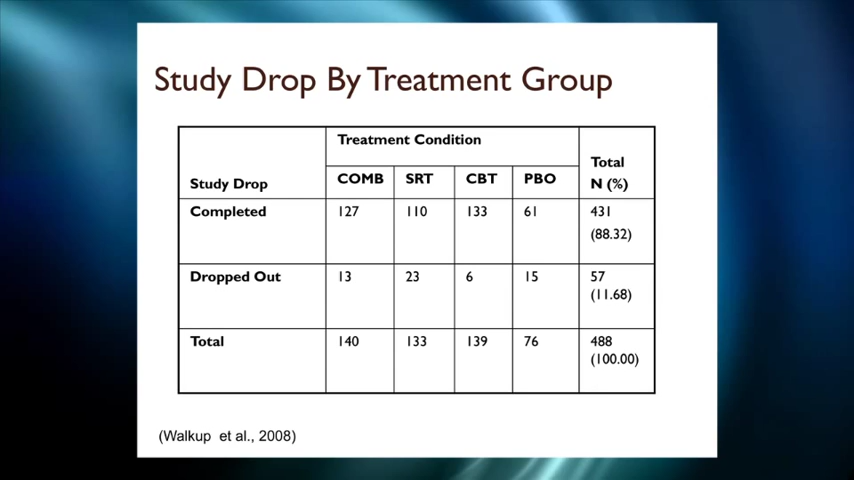 Study Drop By Treatment Group
Treatment Condition
Total
N (%)
Study Drop
COMB SRT CBT PBO
Completed 127 110 133 61 431
(88.32)
Dropped Out 13 23 6 15 57
(11.68)
Total 140 133 139 76 488
(100.00)
(Walkup et al., 2008)